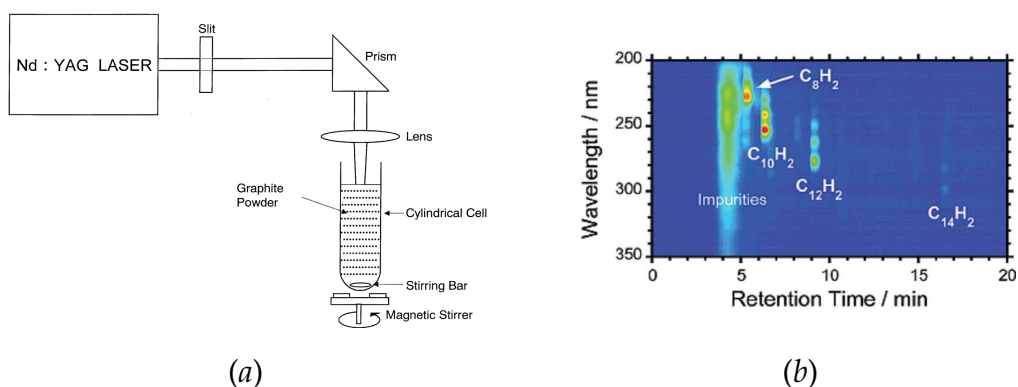 Slit
Nd : YAG LASER
Prism
Lens
Graphite
Powder
Cylindrical Cell
Stirring Bar
Magnetic Stirrer
(a)
200
250
300
350
Wavelength / nm
C₈H₂
C₁₀H₂
C₁₂H₂
C₁₄H₂
Impurities
0 5 10 15 20
Retention Time / min
(b)